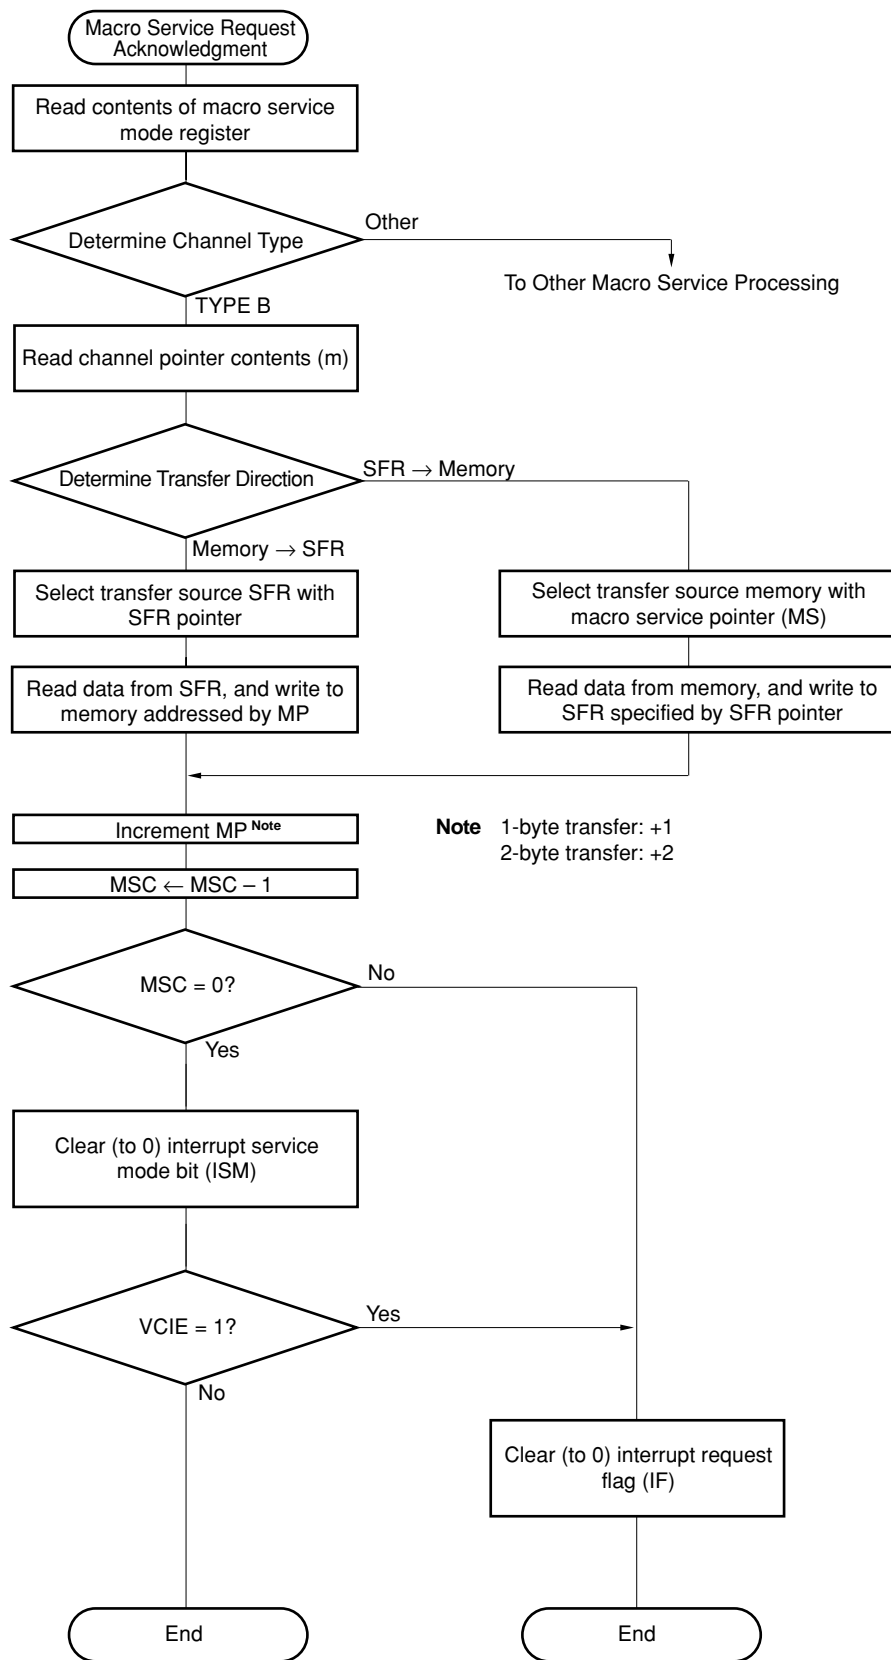 Macro Service Request
Acknowledgment
Read contents of macro service
mode register
Determine Channel Type
Other
To Other Macro Service Processing
TYPE B
Read channel pointer contents (m)
Determine Transfer Direction
SFR → Memory
Memory → SFR
Select transfer source SFR with
SFR pointer
Select transfer source memory with
macro service pointer (MS)
Read data from SFR, and write to
memory addressed by MP
Read data from memory, and write to
SFR specified by SFR pointer
Increment MP Note
Note 1-byte transfer: +1
2-byte transfer: +2
MSC ← MSC – 1
MSC = 0?
No
Yes
Clear (to 0) interrupt service
mode bit (ISM)
VCIE = 1?
Yes
No
Clear (to 0) interrupt request
flag (IF)
End
End